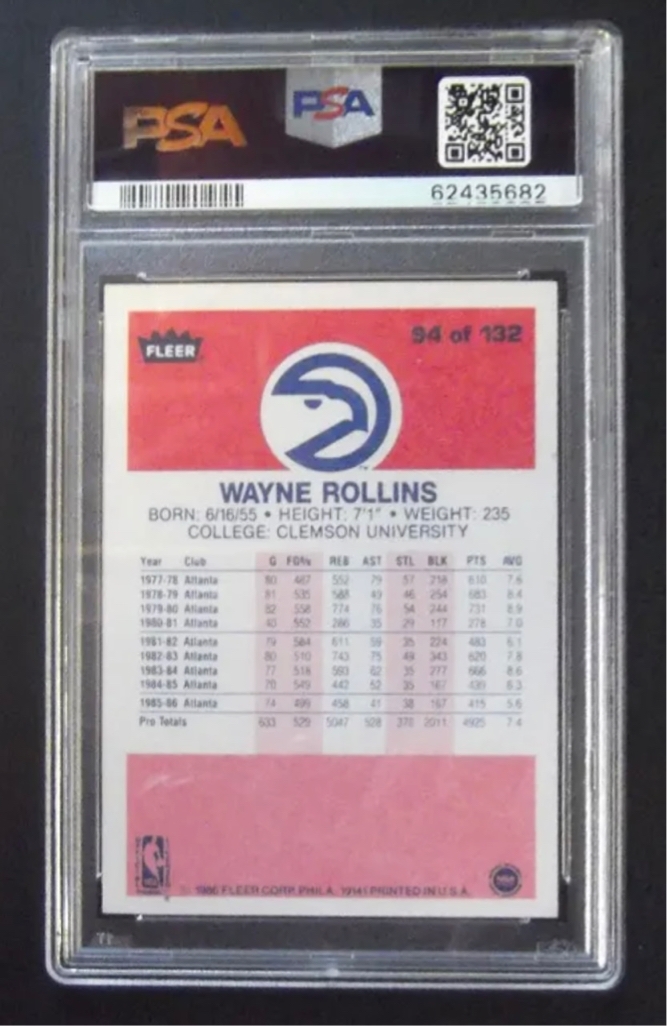 PSA PSA
62435682
FLEER 94 of 132
WAYNE ROLLINS
BORN: 6/16/55 • HEIGHT: 7'1" • WEIGHT: 235
COLLEGE: CLEMSON UNIVERSITY
Year Club G FG% REB AST STL BLK PTS AVG
1977-78 Atlanta 80 487 552 79 57 218 610 7.6
1978-79 Atlanta 81 535 588 49 46 254 683 8.4
1979-80 Atlanta 82 558 774 76 54 244 731 8.9
1980-81 Atlanta 40 552 286 35 29 117 278 7.0
1981-82 Atlanta 79 584 611 59 35 224 483 6.1
1982-83 Atlanta 80 510 743 75 49 343 620 7.8
1983-84 Atlanta 77 518 593 62 35 277 666 8.6
1984-85 Atlanta 70 549 442 52 35 167 439 6.3
1985-86 Atlanta 74 499 458 41 38 167 415 5.6
Pro Totals 633 529 5047 528 378 2011 4925 7.4
© 1986 FLEER CORP. PHILA. 19141 PRINTED IN U.S.A.